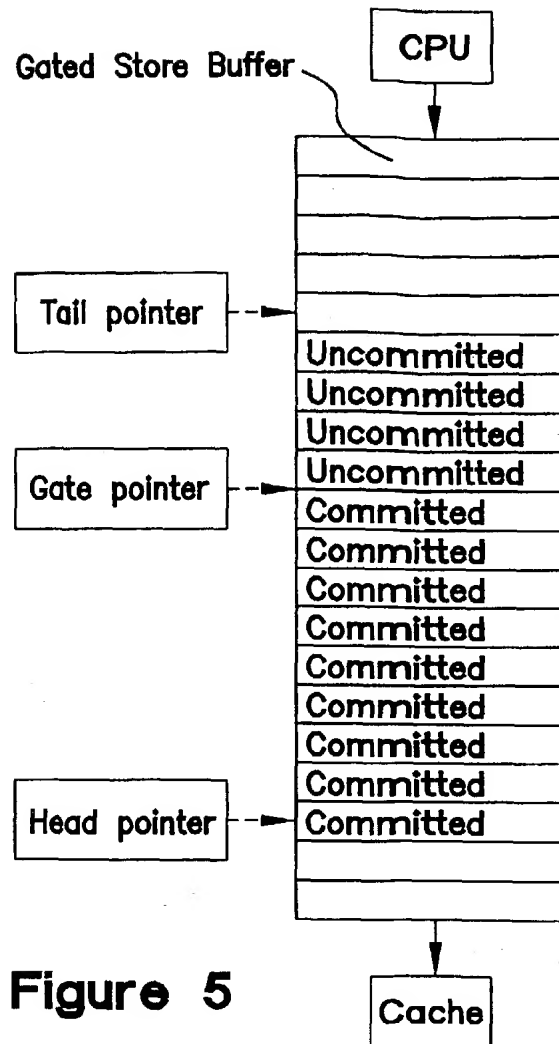 CPU
Gated Store Buffer
Tail pointer
Uncommitted
Uncommitted
Uncommitted
Uncommitted
Gate pointer
Committed
Committed
Committed
Committed
Committed
Committed
Committed
Committed
Head pointer
Committed
Figure 5
Cache